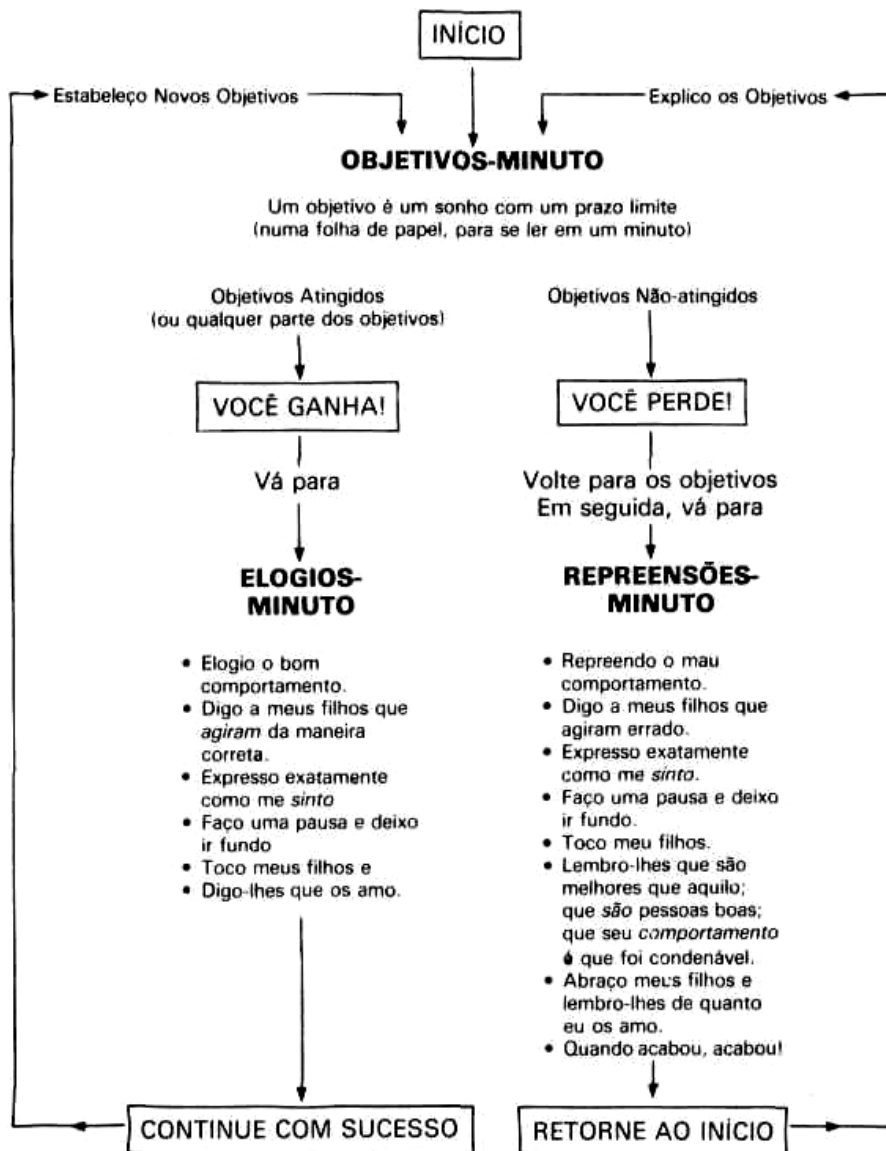 INÍCIO
Estabeleço Novos Objetivos
Explico os Objetivos
OBJETIVOS-MINUTO
Um objetivo é um sonho com um prazo limite
(numa folha de papel, para se ler em um minuto)
Objetivos Atingidos
(ou qualquer parte dos objetivos)
VOCÊ GANHA!
Vá para
ELOGIOS-
MINUTO
• Elogio o bom
comportamento.
• Digo a meus filhos que
agiram da maneira
correta.
• Expresso exatamente
como me sinto
• Faço uma pausa e deixo
ir fundo
• Toco meus filhos e
• Digo-lhes que os amo.
CONTINUE COM SUCESSO
Objetivos Não-atingidos
VOCÊ PERDE!
Volte para os objetivos
Em seguida, vá para
REPREENSÕES-
MINUTO
• Repreendo o mau
comportamento.
• Digo a meus filhos que
agiram errado.
• Expresso exatamente
como me sinto.
• Faço uma pausa e deixo
ir fundo.
• Toco meu filhos.
• Lembro-lhes que são
melhores que aquilo;
que são pessoas boas;
que seu comportamento
é que foi condenável.
• Abraço meus filhos e
lembro-lhes de quanto
eu os amo.
• Quando acabou, acabou!
RETORNE AO INÍCIO